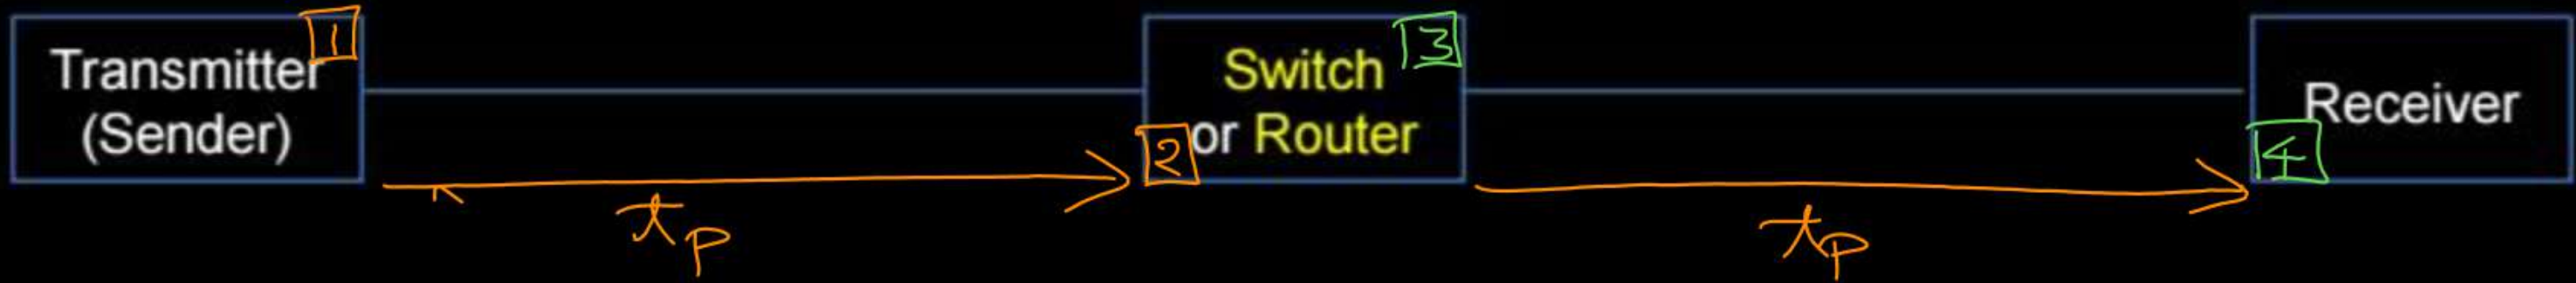 Transmitter
(Sender)
1
Switch
or Router
2
3
Receiver
4
tp
tp